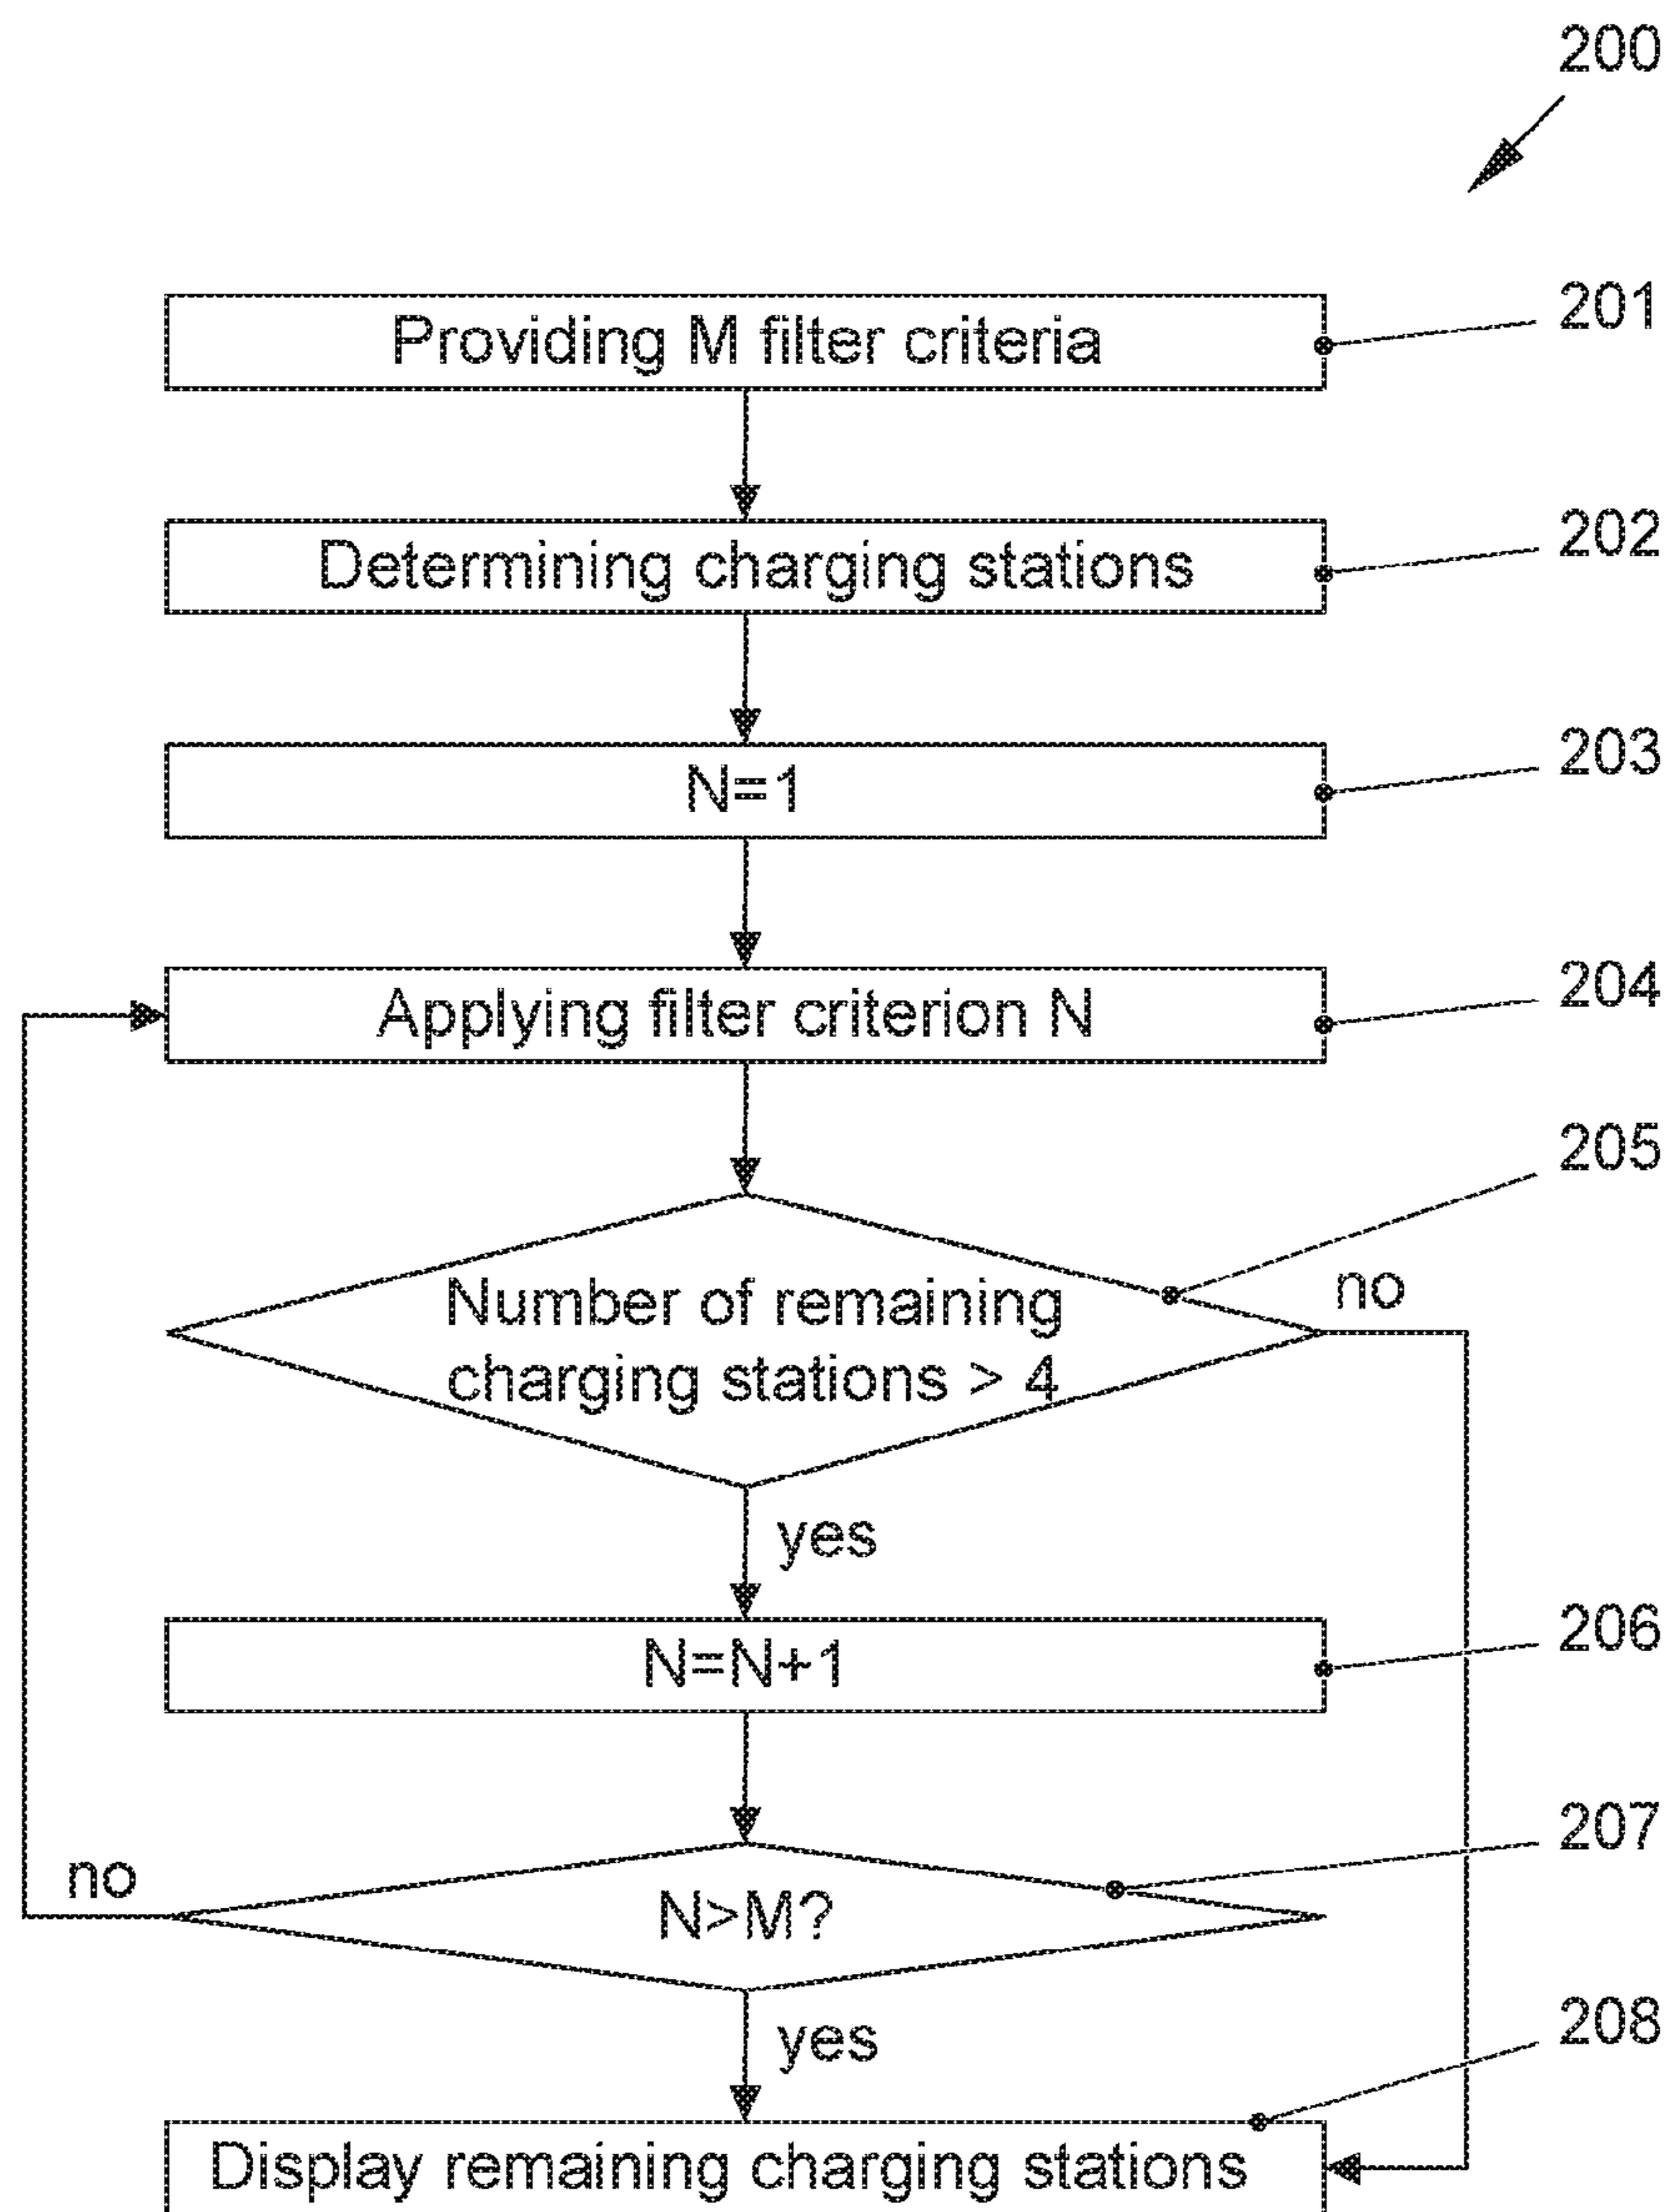 200
Providing M filter criteria
201
Determining charging stations
202
N=1
203
Applying filter criterion N
204
205
Number of remaining
charging stations > 4
no
yes
N=N+1
206
207
no
N>M?
yes
208
Display remaining charging stations